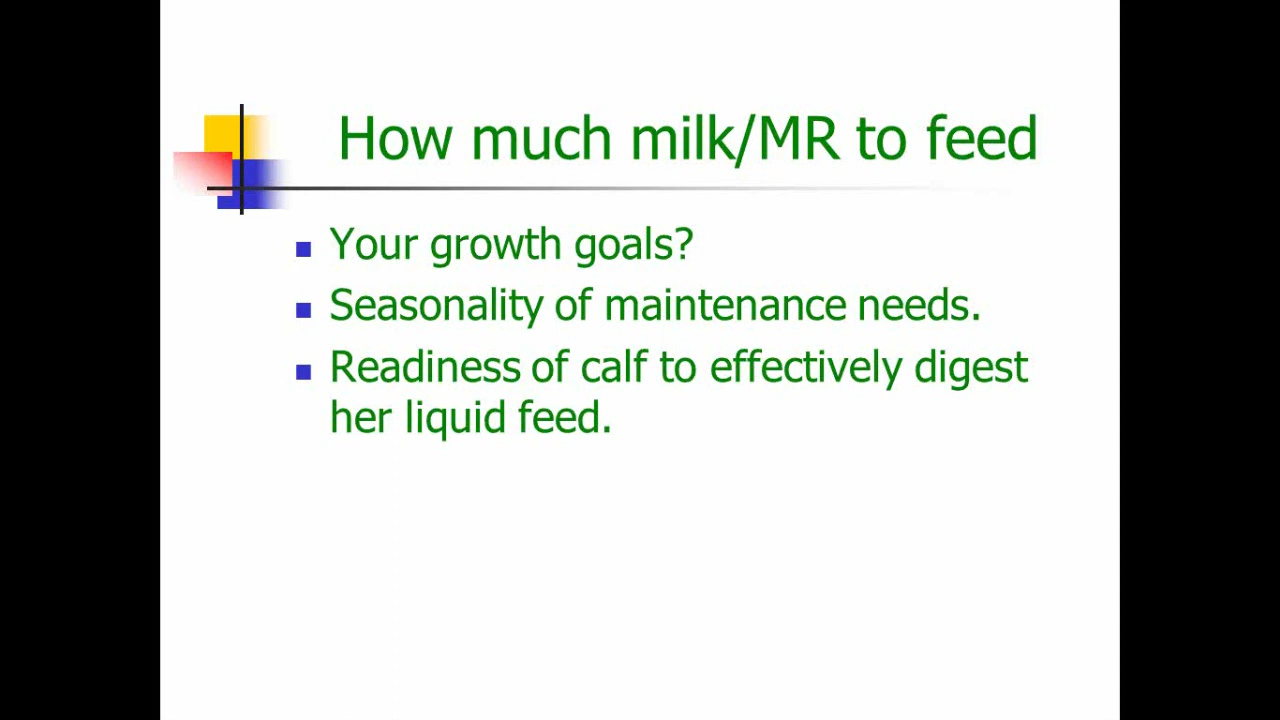 How much milk/MR to feed
Your growth goals?
Seasonality of maintenance needs.
Readiness of calf to effectively digest
her liquid feed.